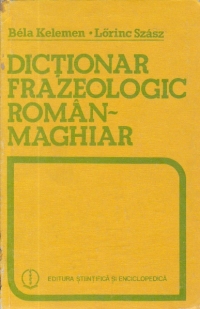 Béla Kelemen • Lőrinc Szász
DICȚIONAR
FRAZEOLOGIC
ROMÂN~
MAGHIAR
EDITURA ȘTIINȚIFICĂ ȘI ENCICLOPEDICĂ